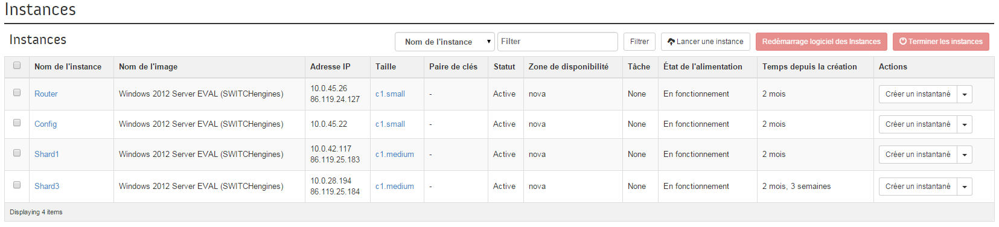 Instances
Instances
Nom de l'instance Filter Filtrer Lancer une instance Redémarrage logiciel des Instances Terminer les instances
Nom de l'instance Nom de l'image Adresse IP Taille Paire de clés Statut Zone de disponibilité Tâche État de l'alimentation Temps depuis la création Actions
Router Windows 2012 Server EVAL (SWITCHengines) 10.0.45.26 c1.small - Active nova None En fonctionnement 2 mois Créer un instantané
86.119.24.127
Config Windows 2012 Server EVAL (SWITCHengines) 10.0.45.22 c1.small - Active nova None En fonctionnement 2 mois Créer un instantané
Shard1 Windows 2012 Server EVAL (SWITCHengines) 10.0.42.117 c1.medium - Active nova None En fonctionnement 2 mois Créer un instantané
86.119.25.183
Shard3 Windows 2012 Server EVAL (SWITCHengines) 10.0.28.194 c1.medium - Active nova None En fonctionnement 2 mois, 3 semaines Créer un instantané
86.119.25.184
Displaying 4 items